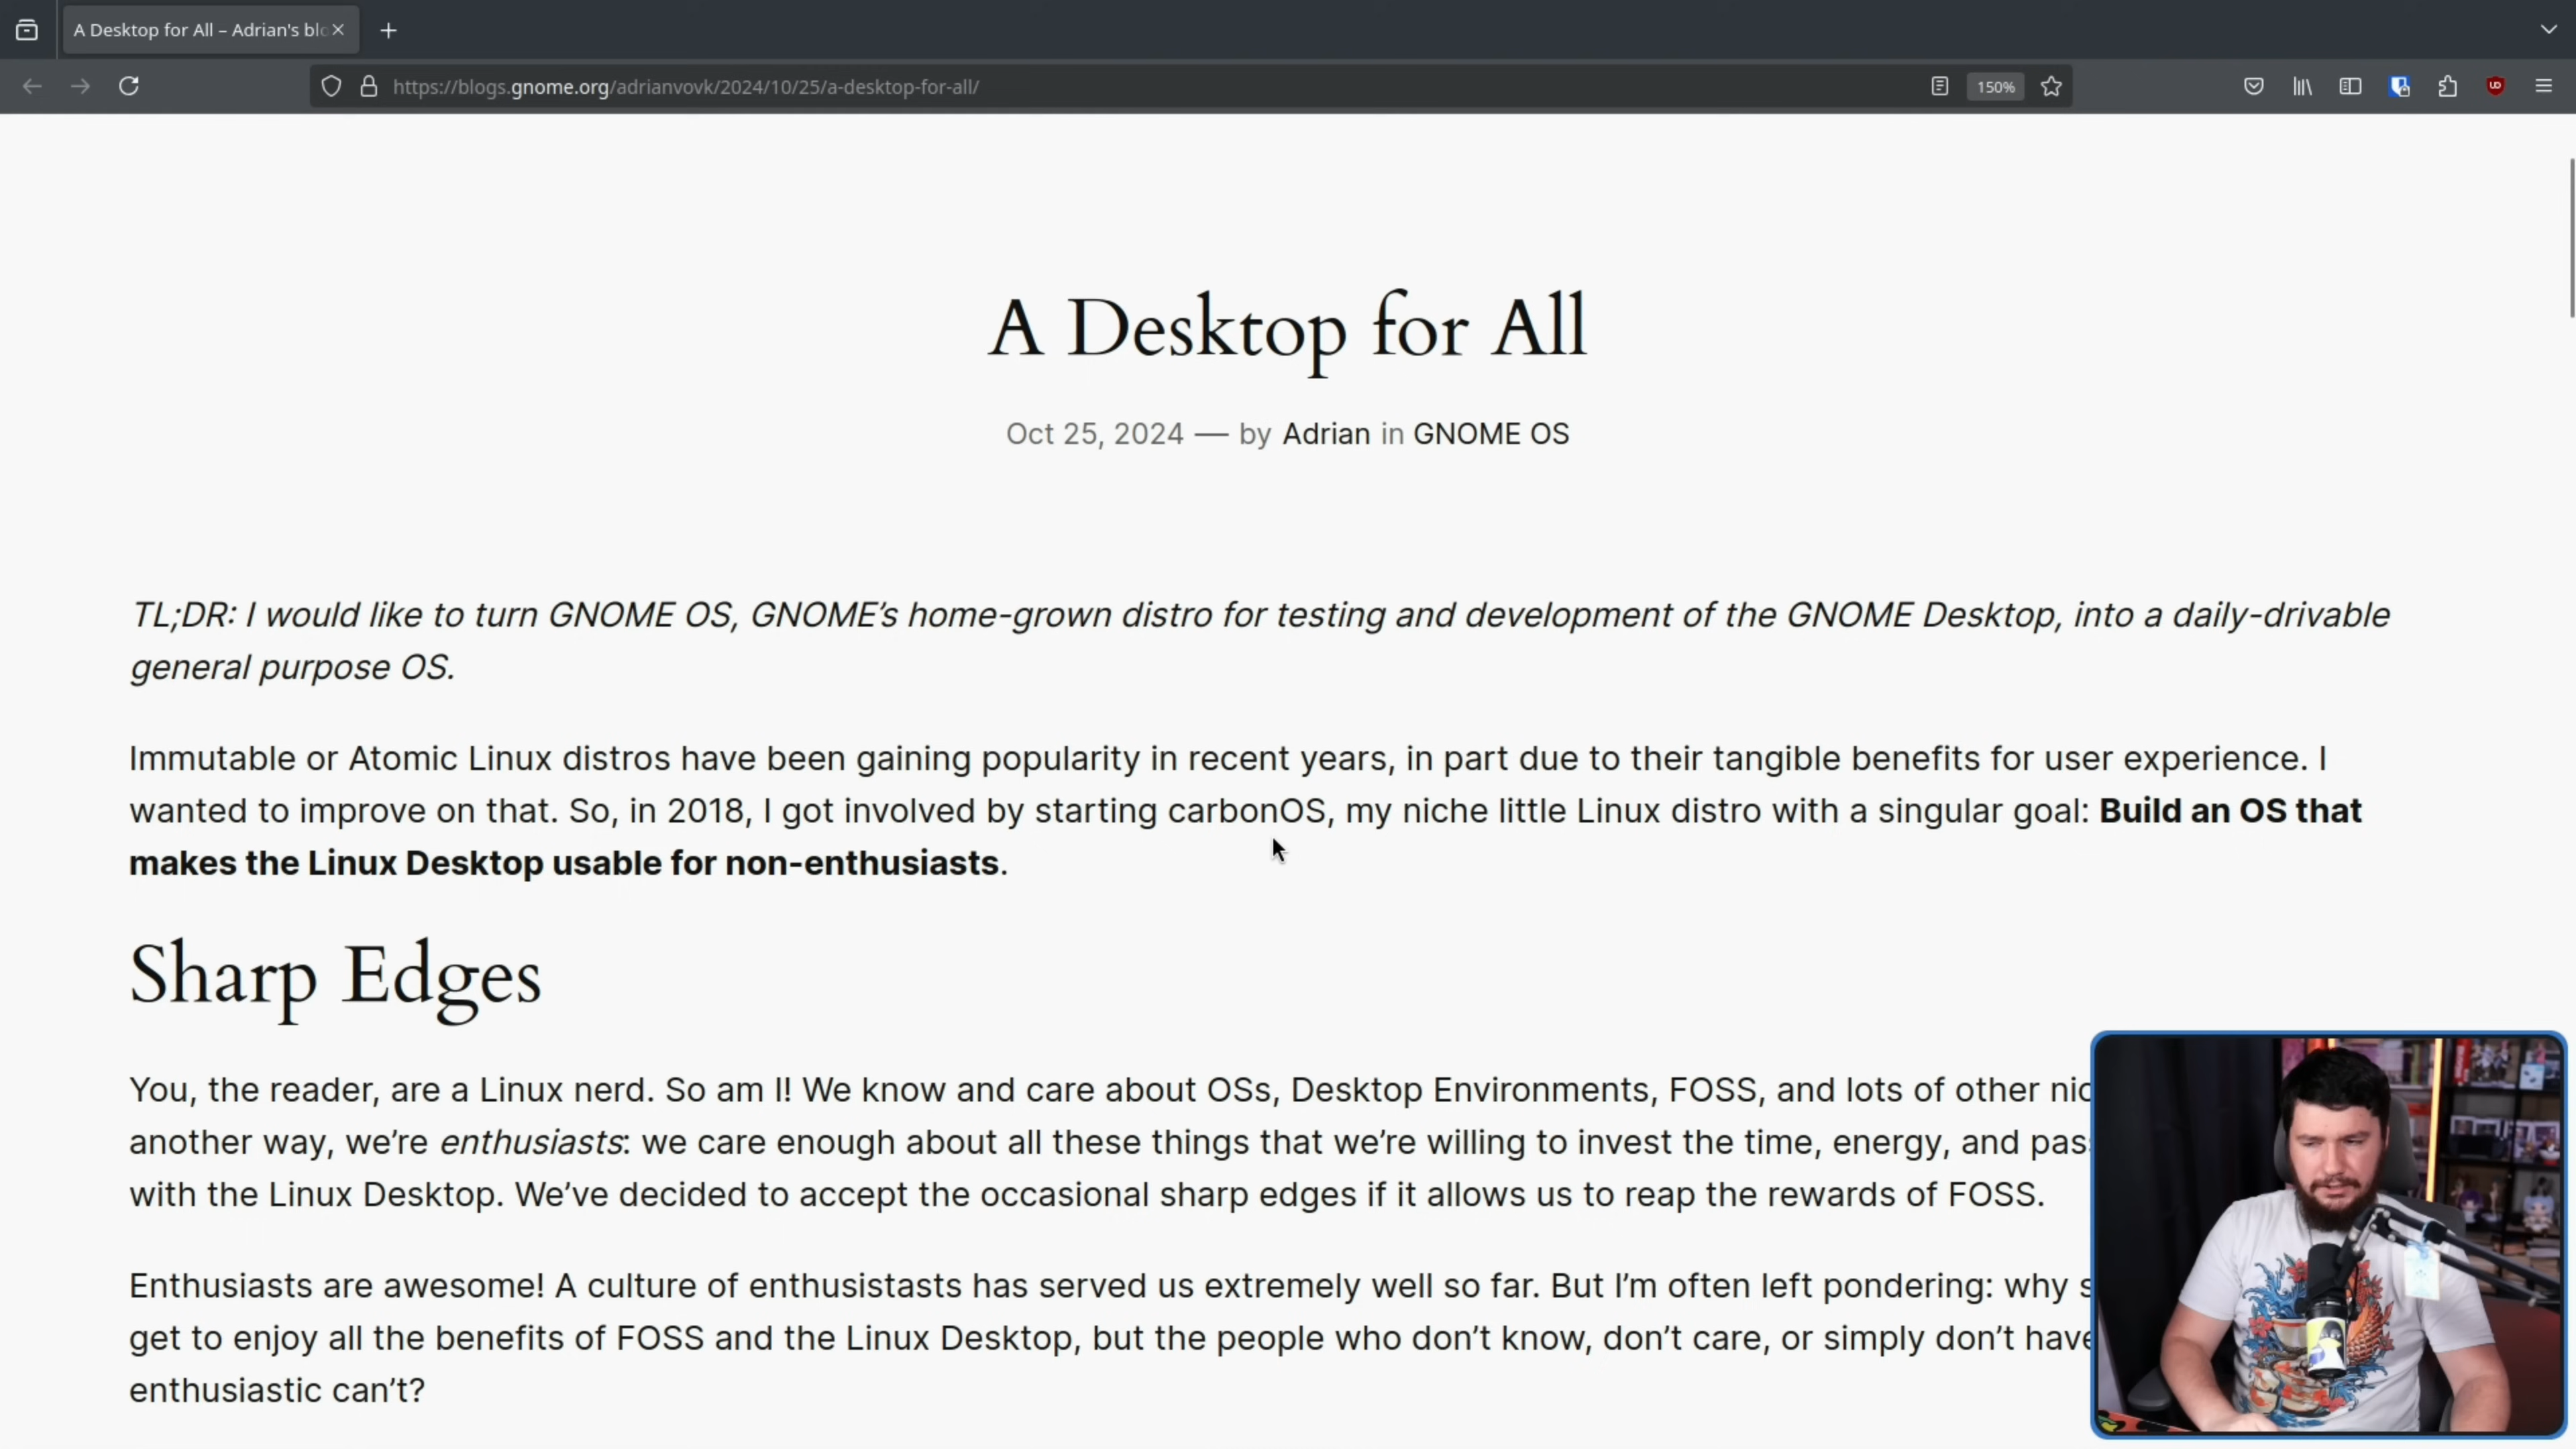 A Desktop for All – Adrian's blo
https://blogs.gnome.org/adrianvovk/2024/10/25/a-desktop-for-all/
150%
A Desktop for All
Oct 25, 2024 — by Adrian in GNOME OS
TL;DR: I would like to turn GNOME OS, GNOME’s home-grown distro for testing and development of the GNOME Desktop, into a daily-drivable
general purpose OS.
Immutable or Atomic Linux distros have been gaining popularity in recent years, in part due to their tangible benefits for user experience. I
wanted to improve on that. So, in 2018, I got involved by starting carbonOS, my niche little Linux distro with a singular goal: Build an OS that
makes the Linux Desktop usable for non-enthusiasts.
Sharp Edges
You, the reader, are a Linux nerd. So am I! We know and care about OSs, Desktop Environments, FOSS, and lots of other nic
another way, we’re enthusiasts: we care enough about all these things that we’re willing to invest the time, energy, and pas
with the Linux Desktop. We’ve decided to accept the occasional sharp edges if it allows us to reap the rewards of FOSS.
Enthusiasts are awesome! A culture of enthusistasts has served us extremely well so far. But I’m often left pondering: why s
get to enjoy all the benefits of FOSS and the Linux Desktop, but the people who don’t know, don’t care, or simply don’t have
enthusiastic can’t?